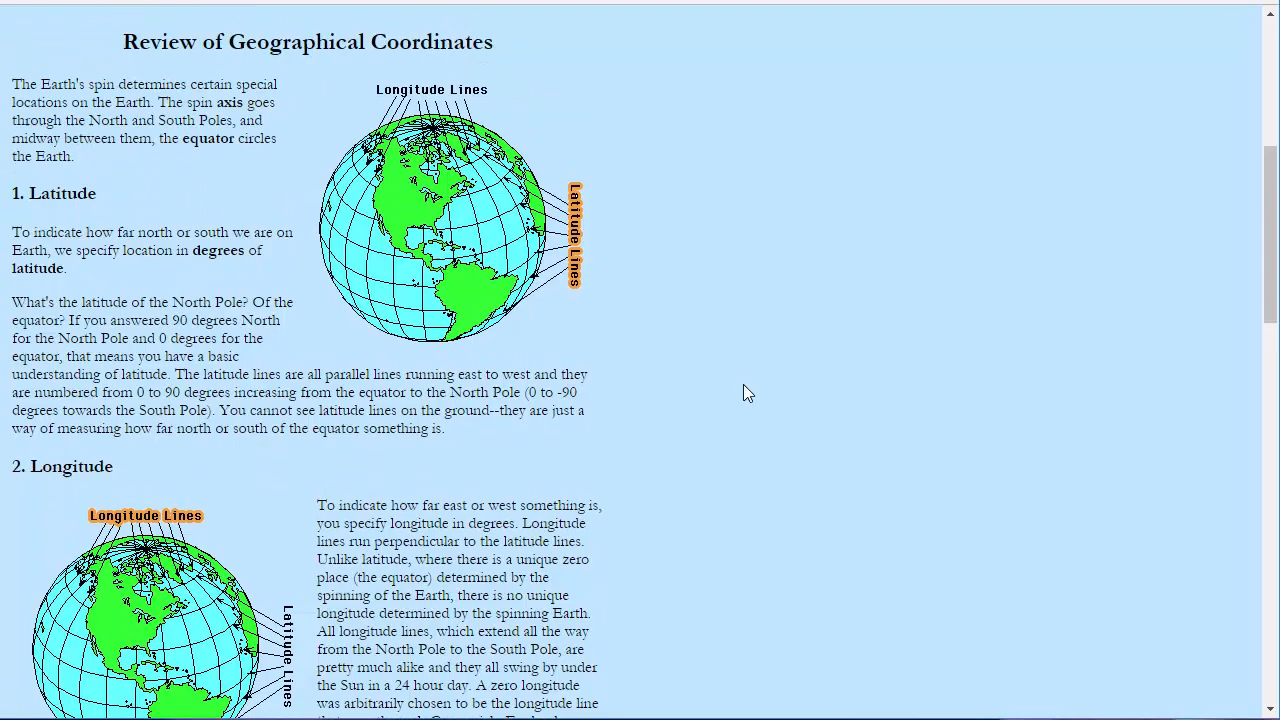 Review of Geographical Coordinates
The Earth's spin determines certain special
locations on the Earth. The spin axis goes
through the North and South Poles, and
midway between them, the equator circles
the Earth.
Longitude Lines
Latitude Lines
1. Latitude
To indicate how far north or south we are on
Earth, we specify location in degrees of
latitude.
What's the latitude of the North Pole? Of the
equator? If you answered 90 degrees North
for the North Pole and 0 degrees for the
equator, that means you have a basic
understanding of latitude. The latitude lines are all parallel lines running east to west and they
are numbered from 0 to 90 degrees increasing from the equator to the North Pole (0 to -90
degrees towards the South Pole). You cannot see latitude lines on the ground--they are just a
way of measuring how far north or south of the equator something is.
2. Longitude
Longitude Lines
Latitude Lines
To indicate how far east or west something is,
you specify longitude in degrees. Longitude
lines run perpendicular to the latitude lines.
Unlike latitude, where there is a unique zero
place (the equator) determined by the
spinning of the Earth, there is no unique
longitude determined by the spinning Earth.
All longitude lines, which extend all the way
from the North Pole to the South Pole, are
pretty much alike and they all swing by under
the Sun in a 24 hour day. A zero longitude
was arbitrarily chosen to be the longitude line